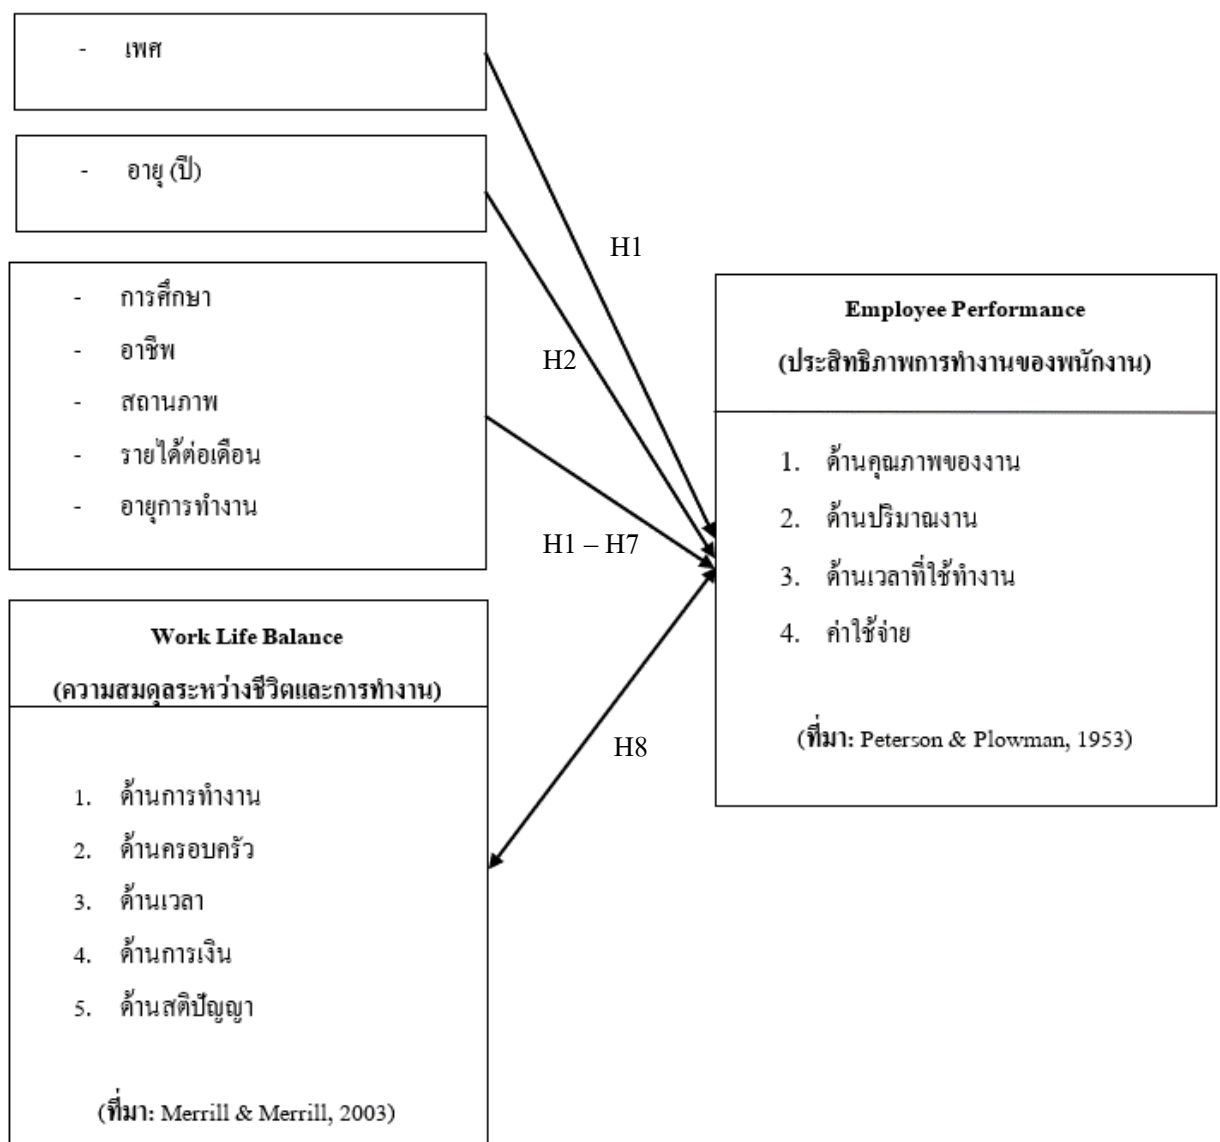 - เพศ
- อายุ (ปี)
H1
- การศึกษา
- อาชีพ
- สถานภาพ
- รายได้ต่อเดือน
- อายุการทำงาน
H2
H1 – H7
Employee Performance
(ประสิทธิภาพการทำงานของพนักงาน)
1. ด้านคุณภาพของงาน
2. ด้านปริมาณงาน
3. ด้านเวลาที่ใช้ทำงาน
4. ค่าใช้จ่าย
(ที่มา: Peterson & Plowman, 1953)
Work Life Balance
(ความสมดุลระหว่างชีวิตและการทำงาน)
H8
1. ด้านการทำงาน
2. ด้านครอบครัว
3. ด้านเวลา
4. ด้านการเงิน
5. ด้านสติปัญญา
(ที่มา: Merrill & Merrill, 2003)